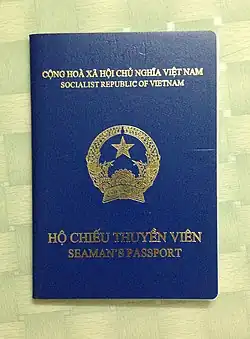 CỘNG HOÀ XÃ HỘI CHỦ NGHĨA VIỆT NAM
SOCIALIST REPUBLIC OF VIETNAM
HỘ CHIẾU THUYỀN VIÊN
SEAMAN'S PASSPORT